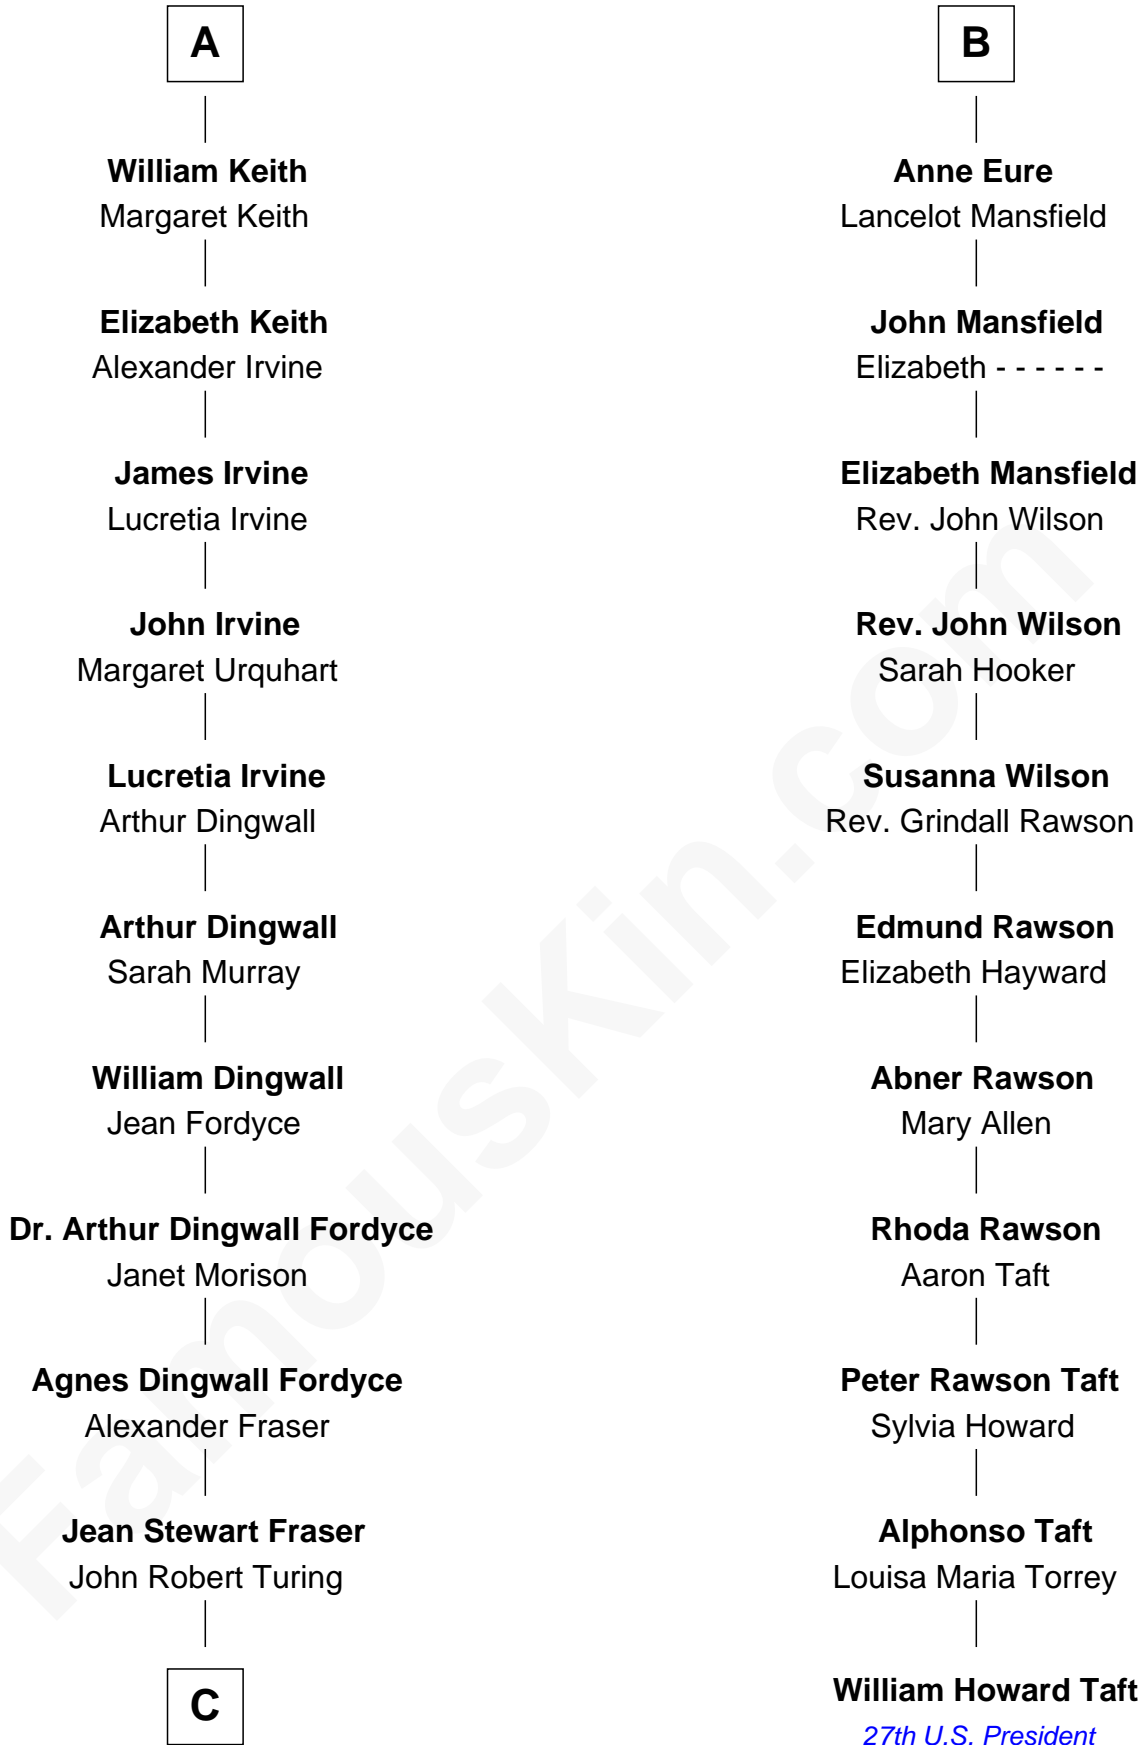 A
William Keith
Margaret Keith
Elizabeth Keith
Alexander Irvine
James Irvine
Lucretia Irvine
John Irvine
Margaret Urquhart
Lucretia Irvine
Arthur Dingwall
Arthur Dingwall
Sarah Murray
William Dingwall
Jean Fordyce
Dr. Arthur Dingwall Fordyce
Janet Morison
Agnes Dingwall Fordyce
Alexander Fraser
Jean Stewart Fraser
John Robert Turing
C
B
Anne Eure
Lancelot Mansfield
John Mansfield
Elizabeth - - - - - -
Elizabeth Mansfield
Rev. John Wilson
Rev. John Wilson
Sarah Hooker
Susanna Wilson
Rev. Grindall Rawson
Edmund Rawson
Elizabeth Hayward
Abner Rawson
Mary Allen
Rhoda Rawson
Aaron Taft
Peter Rawson Taft
Sylvia Howard
Alphonso Taft
Louisa Maria Torrey
William Howard Taft
27th U.S. President
FamousKin.com